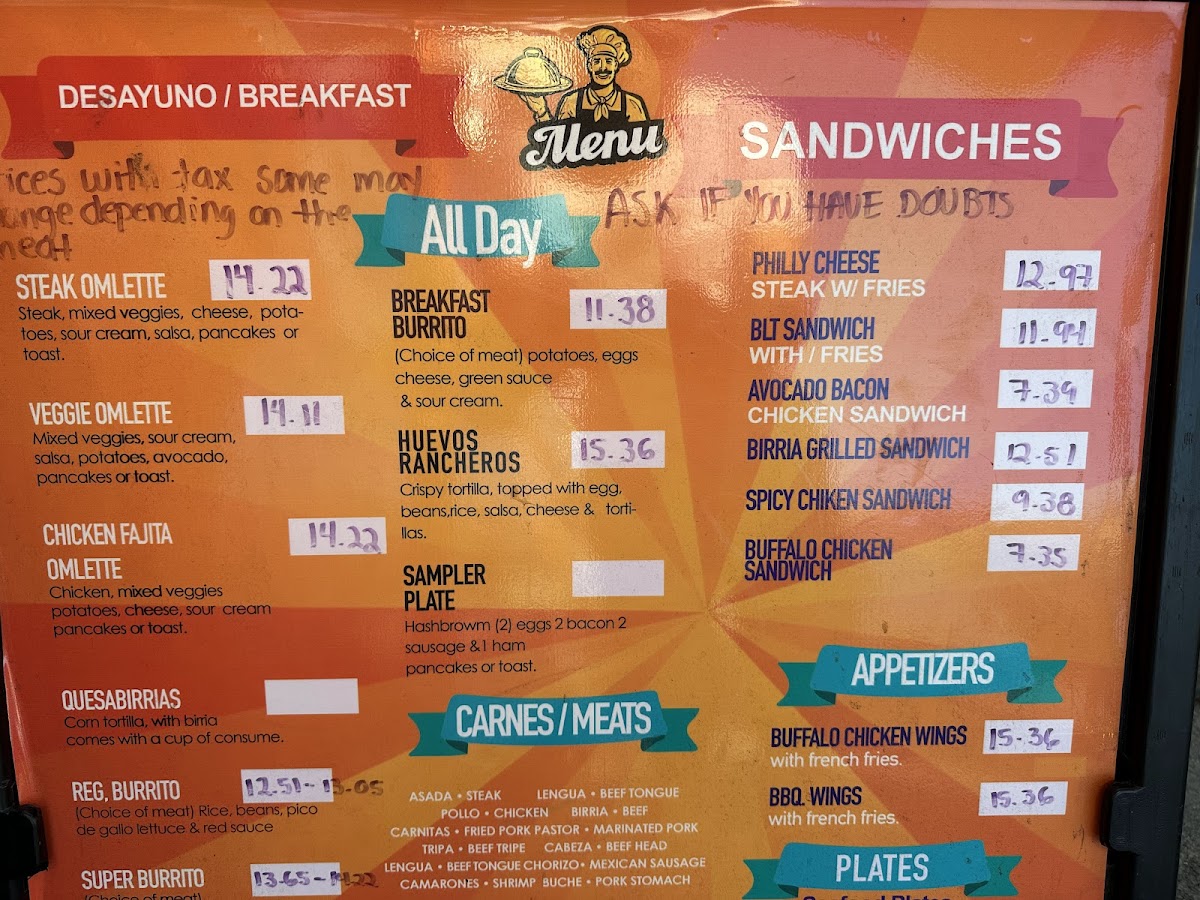 DESAYUNO / BREAKFAST
Menu
SANDWICHES
ices with tax some may
ange depending on the
neat
ASK IF YOU HAVE DOUBTS
STEAK OMLETTE 14.22
Steak, mixed veggies, cheese, pota-
toes, sour cream, salsa, pancakes or
toast.
VEGGIE OMLETTE 14.11
Mixed veggies, sour cream,
salsa, potatoes, avocado,
pancakes or toast.
CHICKEN FAJITA 14.22
OMLETTE
Chicken, mixed veggies
potatoes, cheese, sour cream
pancakes or toast.
QUESABIRRIAS
Corn tortilla, with birria
comes with a cup of consume.
REG, BURRITO 12.51-13.05
(Choice of meat) Rice, beans, pico
de gallo lettuce & red sauce
SUPER BURRITO 13.65-14.22
(Choice of meat)
All Day
BREAKFAST
BURRITO 11.38
(Choice of meat) potatoes, eggs
cheese, green sauce
& sour cream.
HUEVOS
RANCHEROS 15.36
Crispy tortilla, topped with egg,
beans,rice, salsa, cheese & torti-
llas.
SAMPLER
PLATE
Hashbrowm (2) eggs 2 bacon 2
sausage &1 ham
pancakes or toast.
CARNES / MEATS
ASADA • STEAK LENGUA • BEEF TONGUE
POLLO • CHICKEN BIRRIA • BEEF
CARNITAS • FRIED PORK PASTOR • MARINATED PORK
TRIPA • BEEF TRIPE CABEZA • BEEF HEAD
LENGUA • BEEF TONGUE CHORIZO • MEXICAN SAUSAGE
CAMARONES • SHRIMP BUCHE • PORK STOMACH
PHILLY CHEESE 12.97
STEAK W/ FRIES
BLT SANDWICH 11.94
WITH / FRIES
AVOCADO BACON 7.39
CHICKEN SANDWICH
BIRRIA GRILLED SANDWICH 12.51
SPICY CHIKEN SANDWICH 9.38
BUFFALO CHICKEN 7.35
SANDWICH
APPETIZERS
BUFFALO CHICKEN WINGS 15.36
with french fries.
BBQ. WINGS 15.36
with french fries.
PLATES